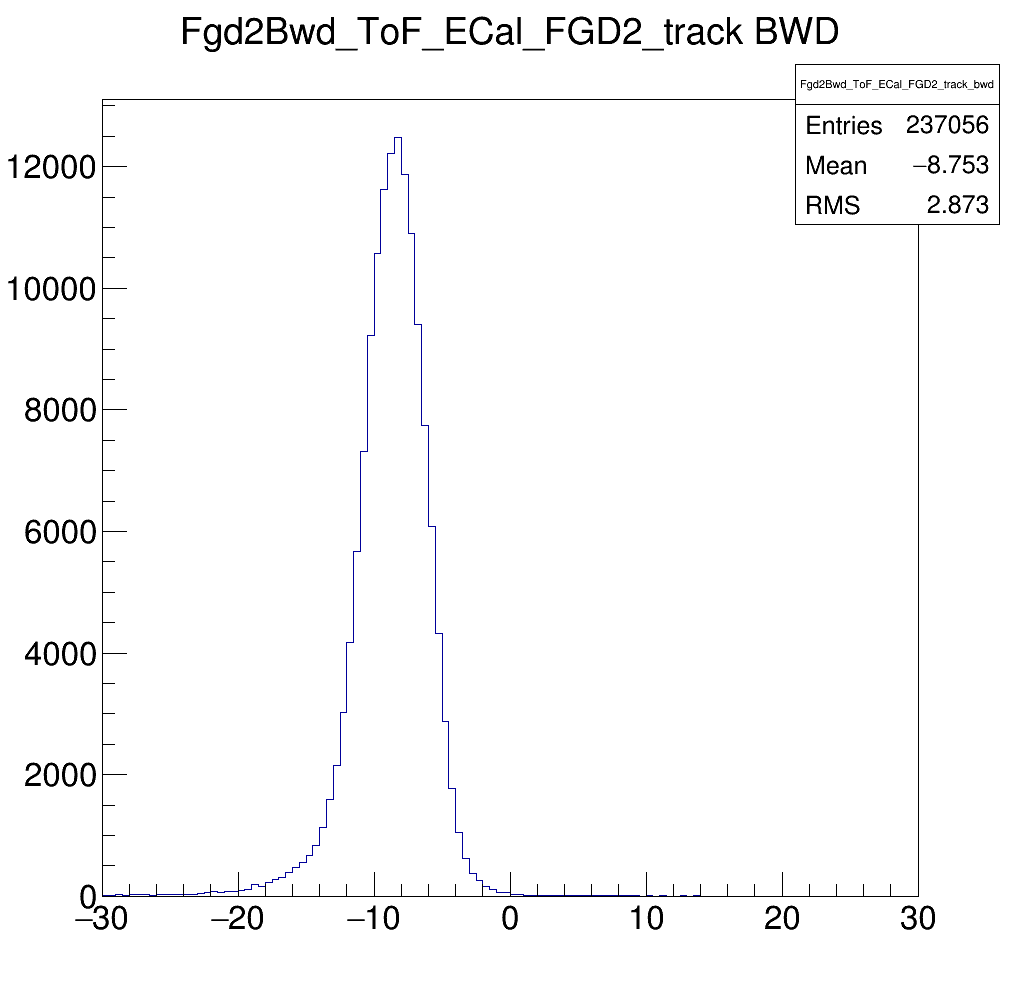 Fgd2Bwd_ToF_ECal_FGD2_track BWD
Fgd2Bwd_ToF_ECal_FGD2_track_bwd
Entries 237056
Mean −8.753
RMS 2.873
12000
10000
8000
6000
4000
2000
0
−30 −20 −10 0 10 20 30